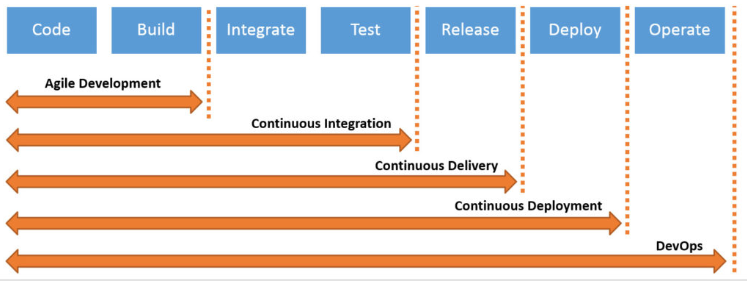 Code Build Integrate Test Release Deploy Operate
Agile Development
Continuous Integration
Continuous Delivery
Continuous Deployment
DevOps